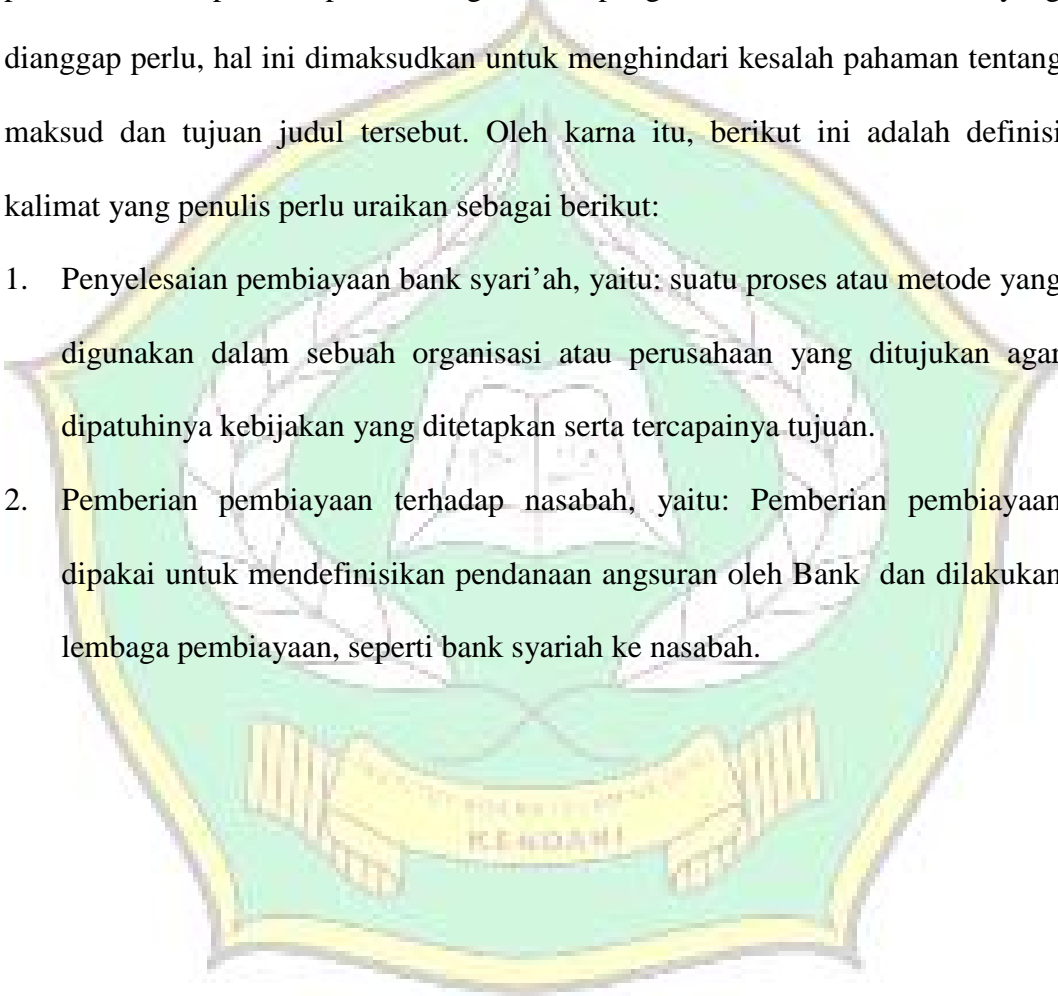 dianggap perlu, hal ini dimaksudkan untuk menghindari kesalah pahaman tentang
maksud dan tujuan judul tersebut. Oleh karna itu, berikut ini adalah definisi
kalimat yang penulis perlu uraikan sebagai berikut:
1. Penyelesaian pembiayaan bank syari’ah, yaitu: suatu proses atau metode yang
digunakan dalam sebuah organisasi atau perusahaan yang ditujukan agar
dipatuhinya kebijakan yang ditetapkan serta tercapainya tujuan.
2. Pemberian pembiayaan terhadap nasabah, yaitu: Pemberian pembiayaan
dipakai untuk mendefinisikan pendanaan angsuran oleh Bank dan dilakukan
lembaga pembiayaan, seperti bank syariah ke nasabah.
KENDARI